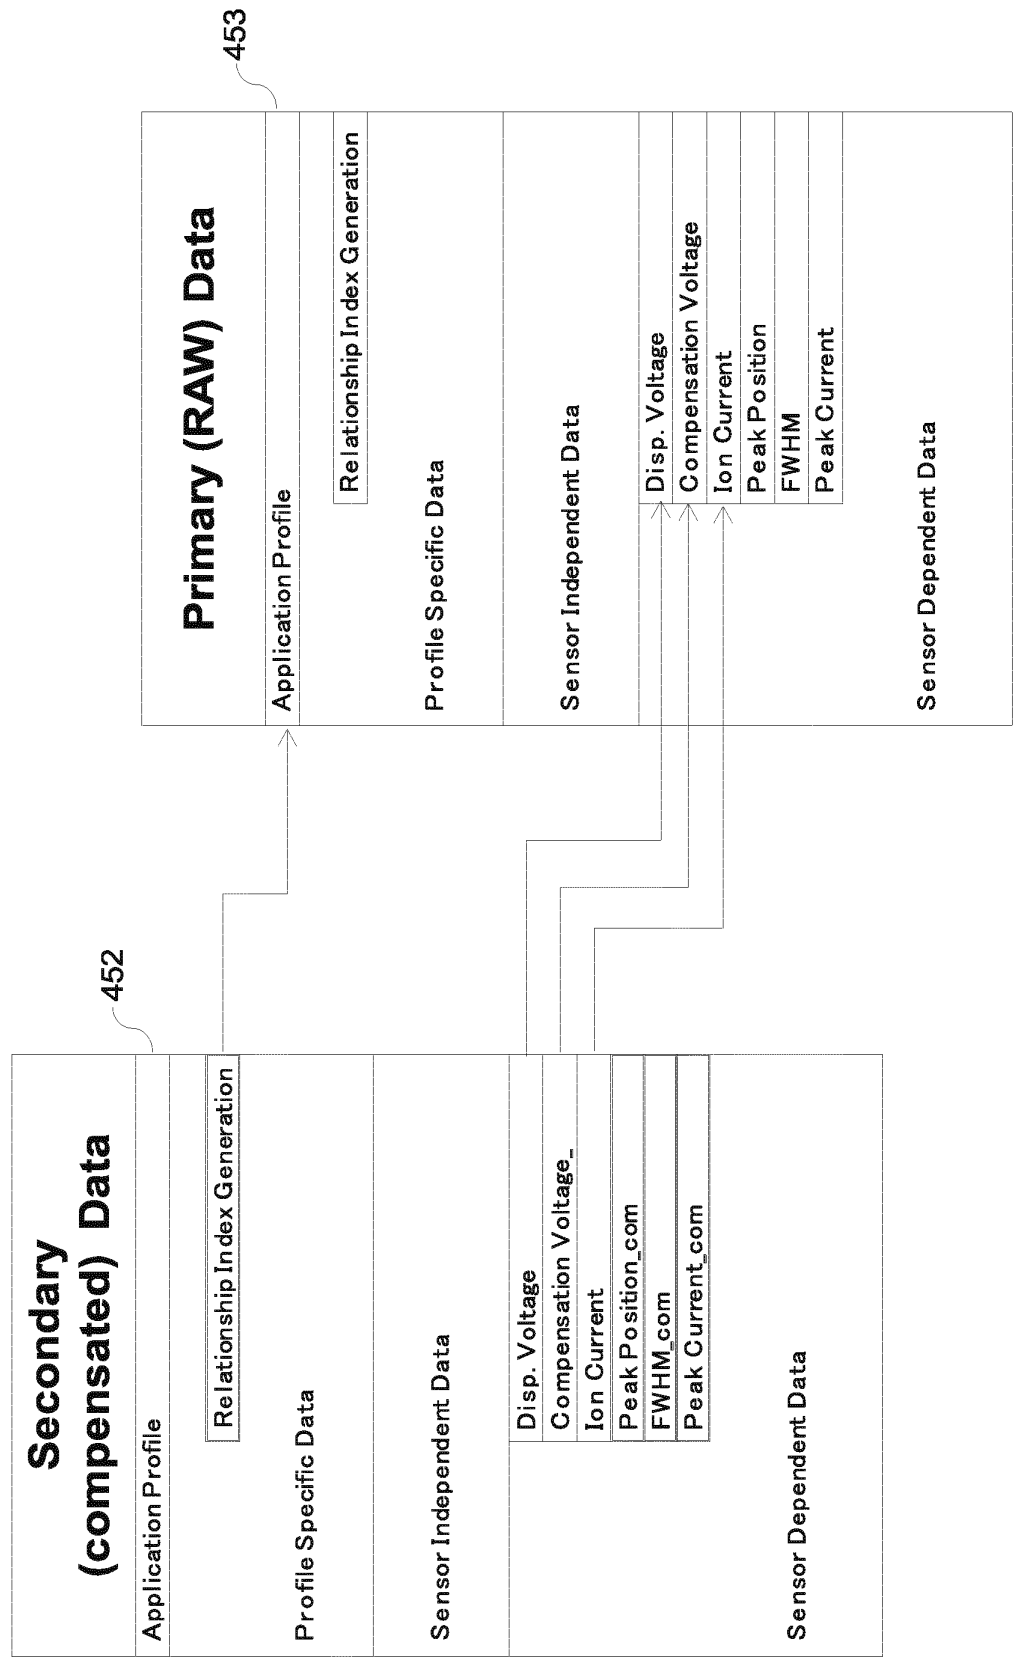 Secondary
(compensated) Data
452
Application Profile
Relationship Index Generation
Profile Specific Data
Sensor Independent Data
Disp. Voltage
Compensation Voltage_
Ion Current
Peak Position_com
FWHM_com
Peak Current_com
Sensor Dependent Data
Primary (RAW) Data
453
Application Profile
Relationship Index Generation
Profile Specific Data
Sensor Independent Data
Disp. Voltage
Compensation Voltage
Ion Current
Peak Position
FWHM
Peak Current
Sensor Dependent Data